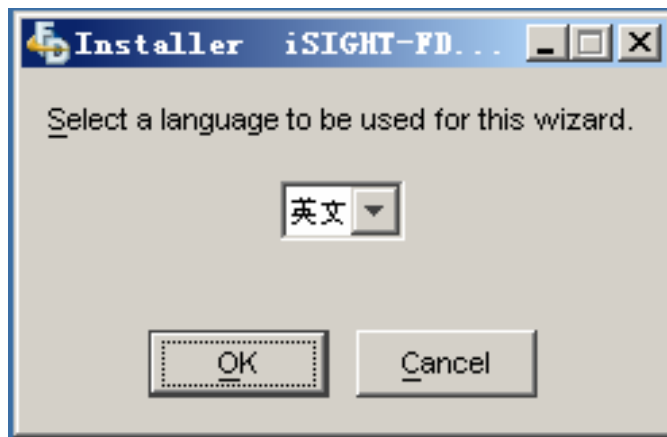 Installer iSIGHT-FD...
Select a language to be used for this wizard.
英文
OK
Cancel